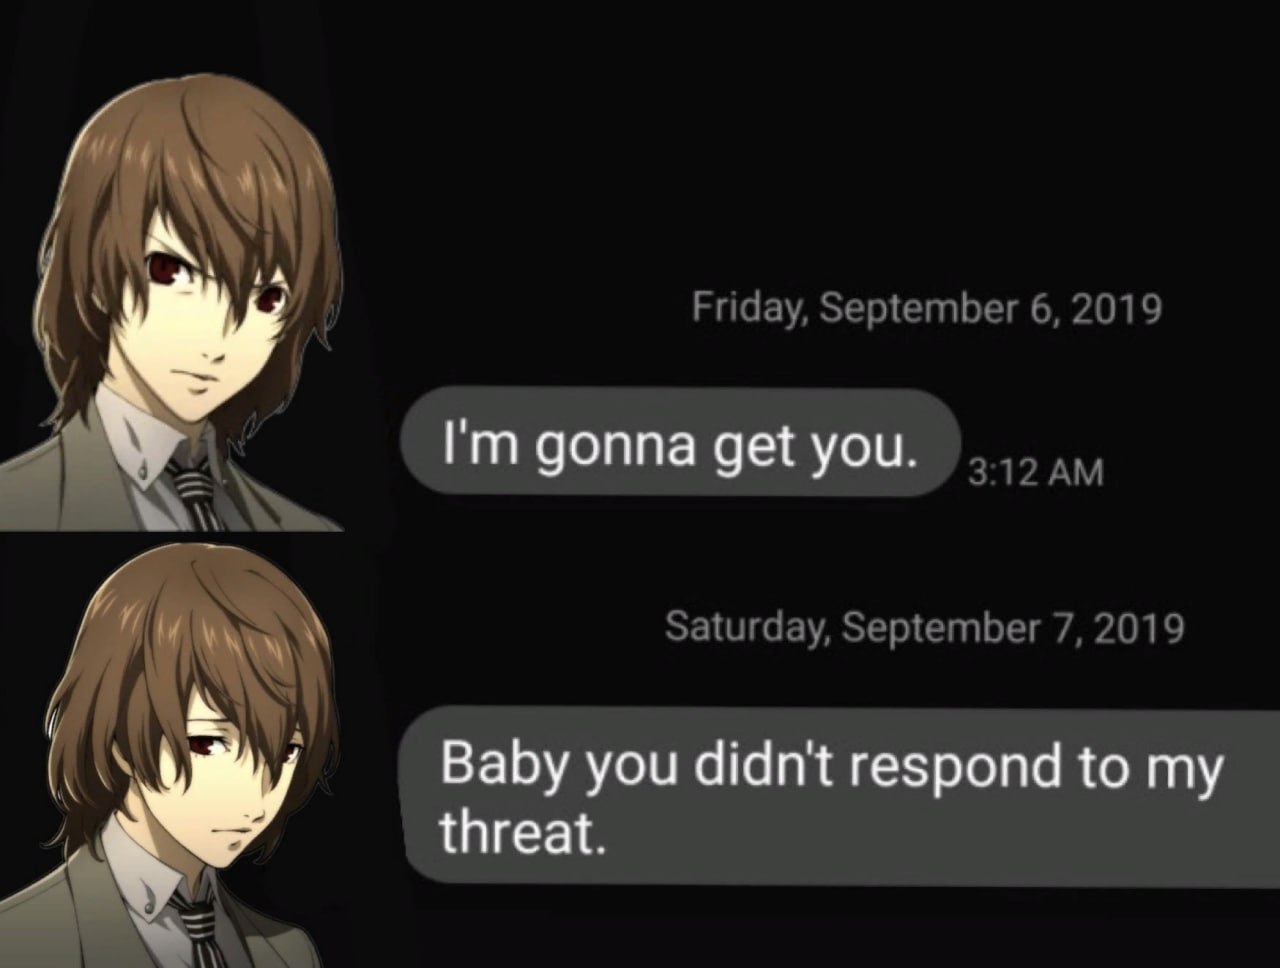 Friday, September 6, 2019
I'm gonna get you.
3:12 AM
Saturday, September 7, 2019
Baby you didn't respond to my
threat.